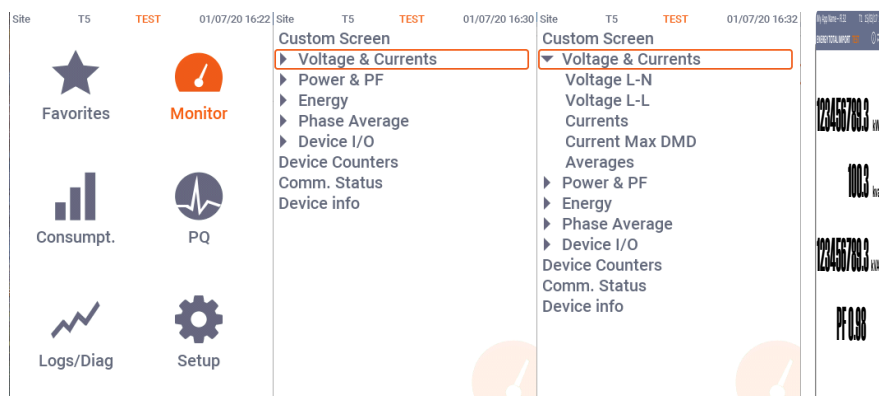 Site T5 TEST 01/07/20 16:22
Favorites Monitor
Consumpt. PQ
Logs/Diag Setup
Site T5 TEST 01/07/20 16:30
Custom Screen
Voltage & Currents
Power & PF
Energy
Phase Average
Device I/O
Device Counters
Comm. Status
Device info
Site T5 TEST 01/07/20 16:32
Custom Screen
Voltage & Currents
Voltage L-N
Voltage L-L
Currents
Current Max DMD
Averages
Power & PF
Energy
Phase Average
Device I/O
Device Counters
Comm. Status
Device info
ENERGY TOTAL IMPORT TEST
123456789.3
100.3
123456789.3
PF 0.98